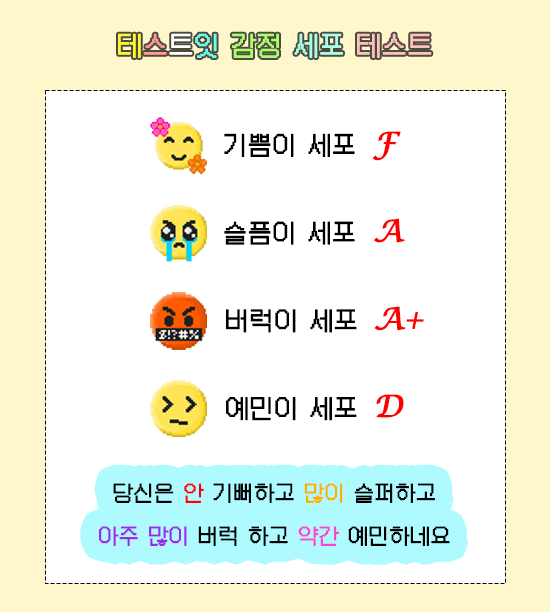 테스트잇 감정 세포 테스트
기쁨이 세포 F
슬픔이 세포 A
버럭이 세포 A+
$!?#%
예민이 세포 D
당신은 안 기뻐하고 많이 슬퍼하고
아주 많이 버럭 하고 약간 예민하네요